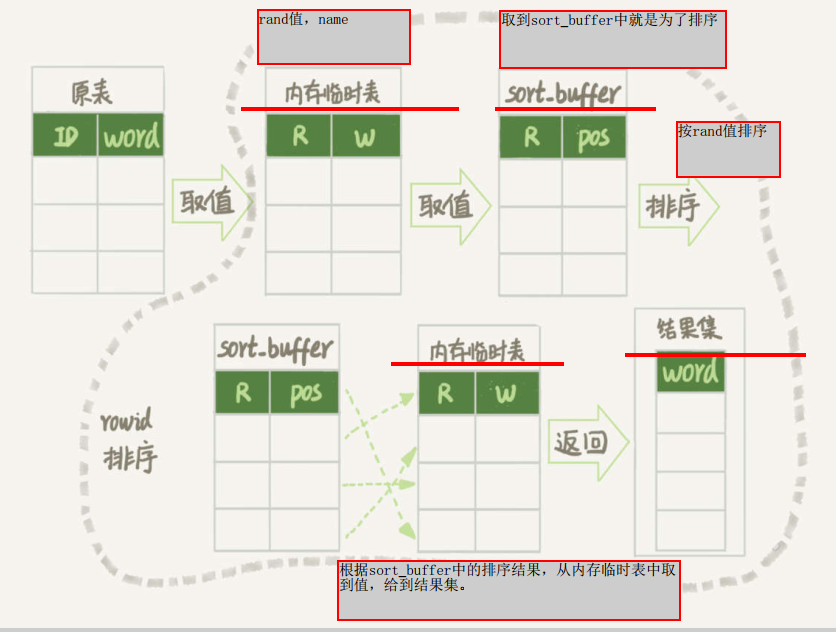 rand值，name
取到sort_buffer中就是为了排序
原表
内存临时表
sort_buffer
ID word
R W
R pos
按rand值排序
取值
取值
排序
sort_buffer
内存临时表
结果集
R pos
R W
word
rowid
排序
返回
根据sort_buffer中的排序结果，从内存临时表中取
到值，给到结果集。